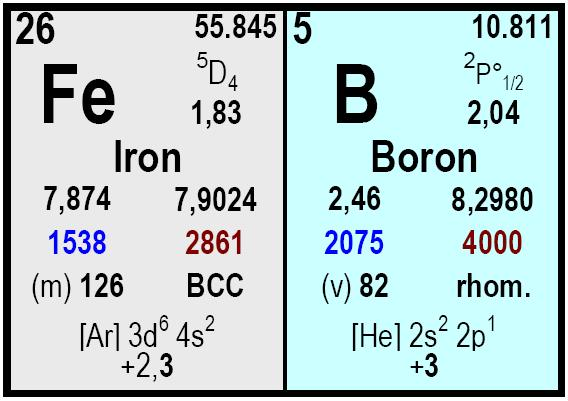 26 55.845
⁵D₄
Fe
1,83
Iron
7,874 7,9024
1538 2861
(m) 126 BCC
[Ar] 3d⁶ 4s²
+2,3
5 10.811
²P°₁/₂
B
2,04
Boron
2,46 8,2980
2075 4000
(v) 82 rhom.
[He] 2s² 2p¹
+3